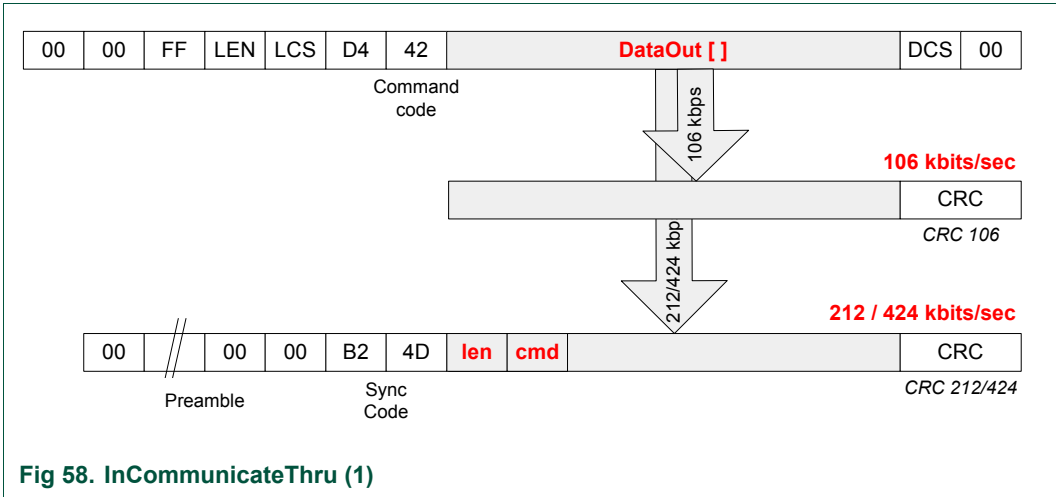 00 00 FF LEN LCS D4 42 DataOut [ ] DCS 00
Command
code
106 kbps
106 kbits/sec
CRC
CRC 106
212/424 kbp
212 / 424 kbits/sec
00 00 00 B2 4D len cmd CRC
Preamble
Sync
Code
CRC 212/424
Fig 58. InCommunicateThru (1)